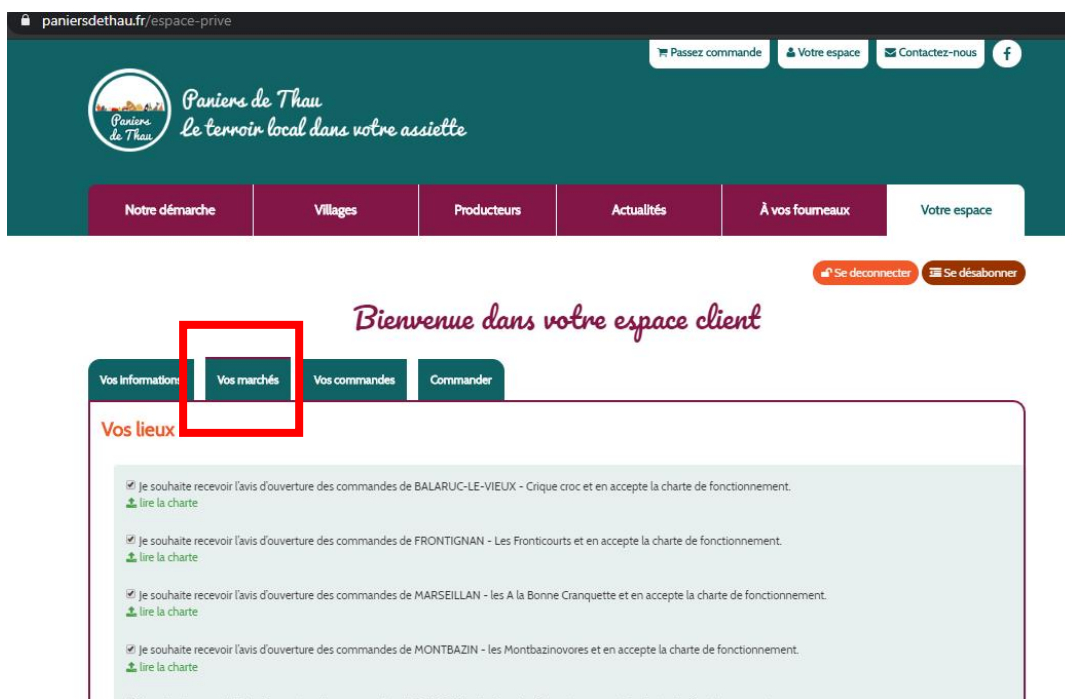 paniersdethau.fr/espace-prive
Passez commande
Votre espace
Contactez-nous
f
Paniers
de Thau
Paniers de Thau
Le terroir local dans votre assiette
Notre démarche
Villages
Producteurs
Actualités
À vos fourneaux
Votre espace
Se deconnecter
Se désabonner
Bienvenue dans votre espace client
Vos informations
Vos marchés
Vos commandes
Commander
Vos lieux
Je souhaite recevoir l'avis d'ouverture des commandes de BALARUC-LE-VIEUX - Crique croc et en accepte la charte de fonctionnement.
lire la charte
Je souhaite recevoir l'avis d'ouverture des commandes de FRONTIGNAN - Les Fronticourts et en accepte la charte de fonctionnement.
lire la charte
Je souhaite recevoir l'avis d'ouverture des commandes de MARSEILLAN - les A la Bonne Cranquette et en accepte la charte de fonctionnement.
lire la charte
Je souhaite recevoir l'avis d'ouverture des commandes de MONTBAZIN - les Montbazinovores et en accepte la charte de fonctionnement.
lire la charte